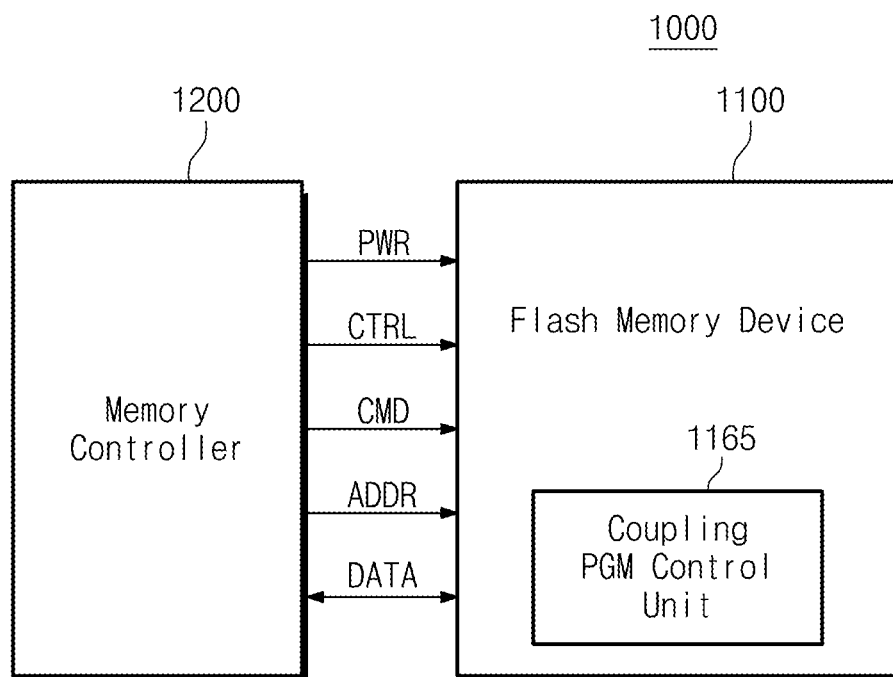 1000
1200
1100
PWR
CTRL
CMD
ADDR
DATA
Memory
Controller
Flash Memory Device
1165
Coupling
PGM Control
Unit